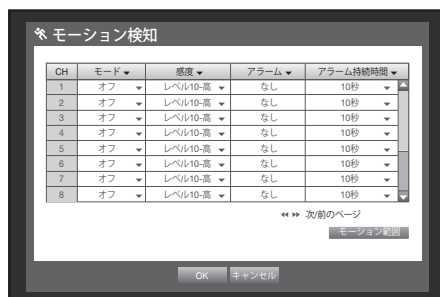 モーション検知
CH モード 感度 アラーム アラーム持続時間
1 オフ レベル10-高 なし 10秒
2 オフ レベル10-高 なし 10秒
3 オフ レベル10-高 なし 10秒
4 オフ レベル10-高 なし 10秒
5 オフ レベル10-高 なし 10秒
6 オフ レベル10-高 なし 10秒
7 オフ レベル10-高 なし 10秒
8 オフ レベル10-高 なし 10秒
次/前のページ
モーション範囲
OK キャンセル